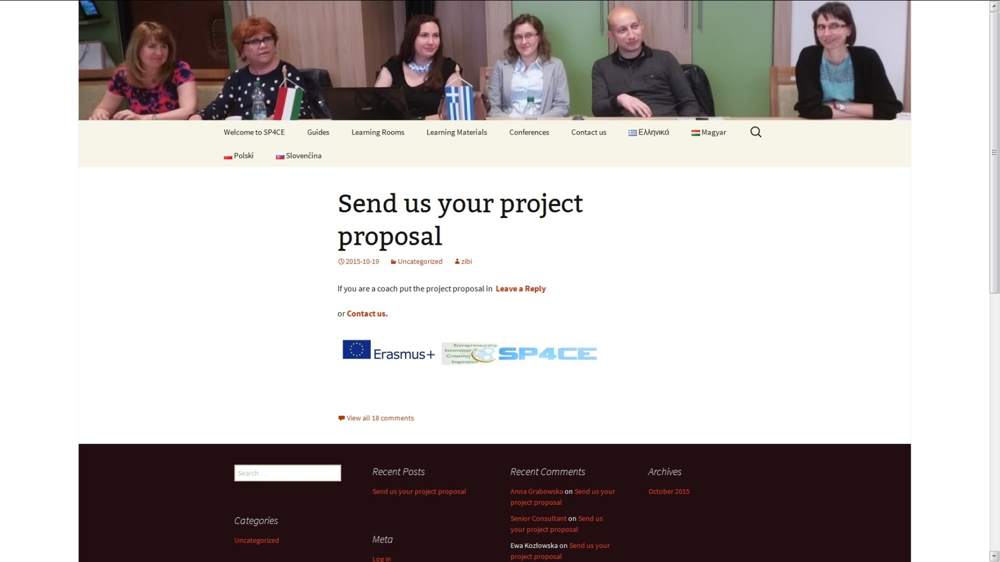 Welcome to SP4CE
Guides
Learning Rooms
Learning Materials
Conferences
Contact us
Ελληνικά
Magyar
Polski
Slovenčina
Send us your project
proposal
2015-10-19
Uncategorized
zibi
If you are a coach put the project proposal in Leave a Reply
or Contact us.
Erasmus+
Entrepreneurship
Innovation
Creativity
Inspiration
SP4CE
View all 18 comments
Search …
Categories
Uncategorized
Recent Posts
Send us your project proposal
Meta
Log in
Recent Comments
Anna Grabowska on Send us your
project proposal
Senior Consultant on Send us
your project proposal
Ewa Kozłowska on Send us your
project proposal
Archives
October 2015